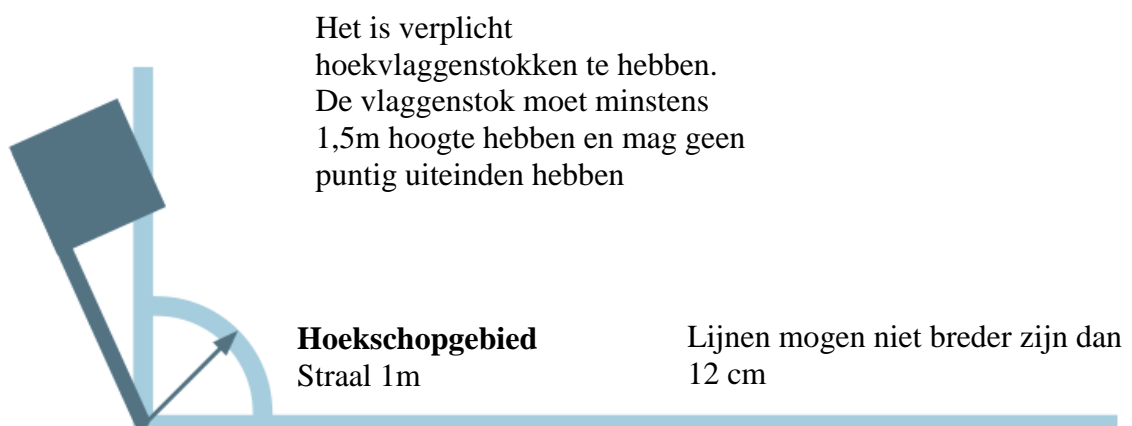 Het is verplicht
hoekvlaggenstokken te hebben.
De vlaggenstok moet minstens
1,5m hoogte hebben en mag geen
puntig uiteinden hebben
Hoekschopgebied
Straal 1m
Lijnen mogen niet breder zijn dan
12 cm